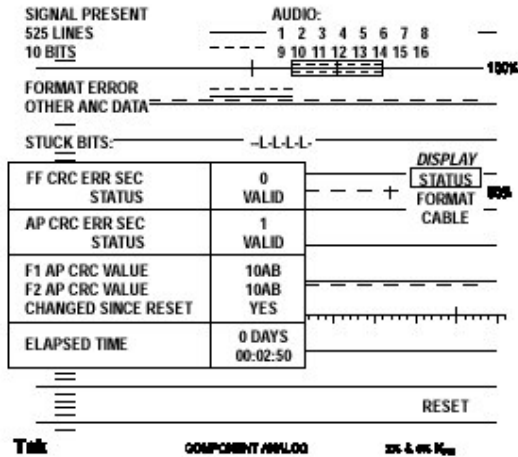 SIGNAL PRESENT AUDIO:
525 LINES 1 2 3 4 5 6 7 8
10 BITS 9 10 11 12 13 14 15 16
100%
FORMAT ERROR
OTHER ANC DATA
STUCK BITS: --L-L-L-L-
DISPLAY
FF CRC ERR SEC 0
STATUS VALID
STATUS
FORMAT
CABLE
AP CRC ERR SEC 1
STATUS VALID
F1 AP CRC VALUE 10AB
F2 AP CRC VALUE 10AB
CHANGED SINCE RESET YES
ELAPSED TIME 0 DAYS
00:02:50
RESET
Tek COMPONENT ANALOG